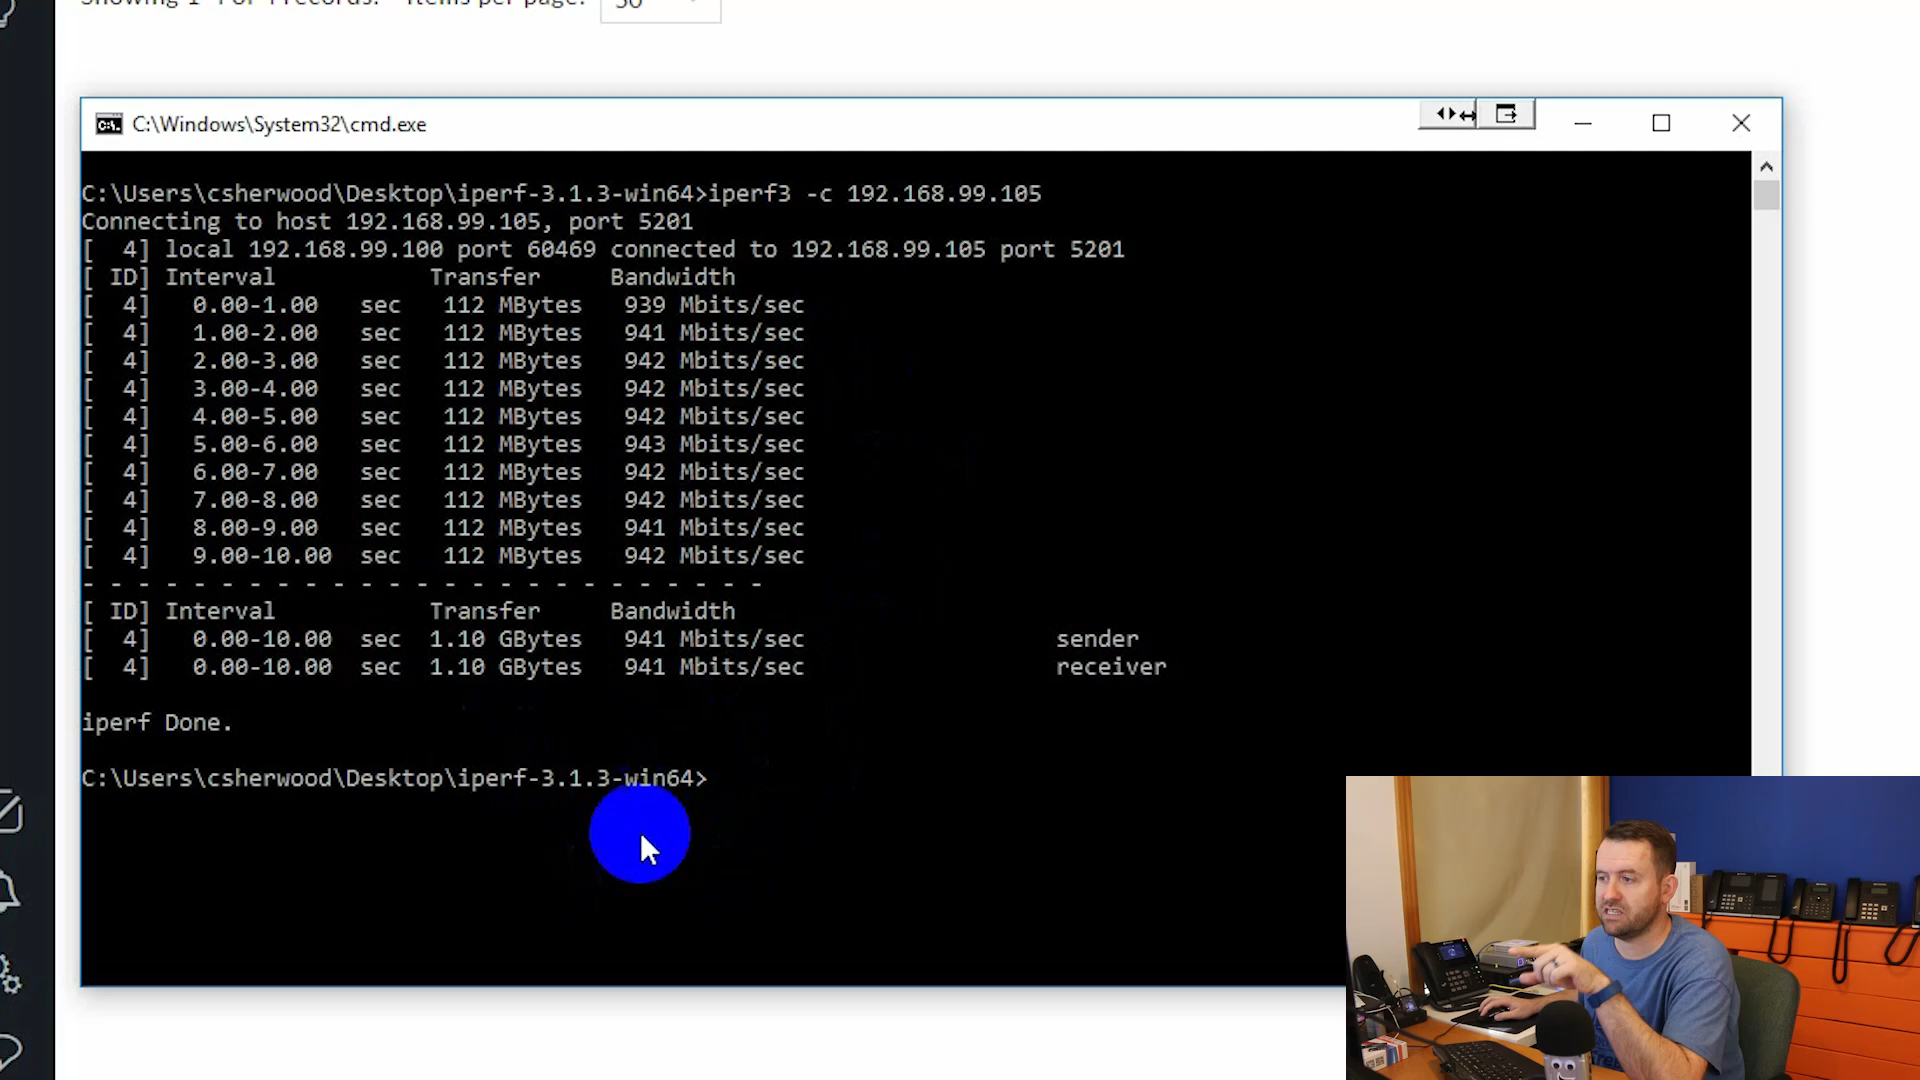 Showing 1-4 of 4 records. Items per page: 50
C:\Windows\System32\cmd.exe
C:\Users\csherwood\Desktop\iperf-3.1.3-win64>iperf3 -c 192.168.99.105
Connecting to host 192.168.99.105, port 5201
[  4] local 192.168.99.100 port 60469 connected to 192.168.99.105 port 5201
[ ID] Interval           Transfer     Bandwidth
[  4]   0.00-1.00   sec   112 MBytes   939 Mbits/sec
[  4]   1.00-2.00   sec   112 MBytes   941 Mbits/sec
[  4]   2.00-3.00   sec   112 MBytes   942 Mbits/sec
[  4]   3.00-4.00   sec   112 MBytes   942 Mbits/sec
[  4]   4.00-5.00   sec   112 MBytes   942 Mbits/sec
[  4]   5.00-6.00   sec   112 MBytes   943 Mbits/sec
[  4]   6.00-7.00   sec   112 MBytes   942 Mbits/sec
[  4]   7.00-8.00   sec   112 MBytes   942 Mbits/sec
[  4]   8.00-9.00   sec   112 MBytes   941 Mbits/sec
[  4]   9.00-10.00  sec   112 MBytes   942 Mbits/sec
- - - - - - - - - - - - - - - - - - - - - - - - -
[ ID] Interval           Transfer     Bandwidth
[  4]   0.00-10.00  sec  1.10 GBytes   941 Mbits/sec                  sender
[  4]   0.00-10.00  sec  1.10 GBytes   941 Mbits/sec                  receiver
iperf Done.
C:\Users\csherwood\Desktop\iperf-3.1.3-win64>